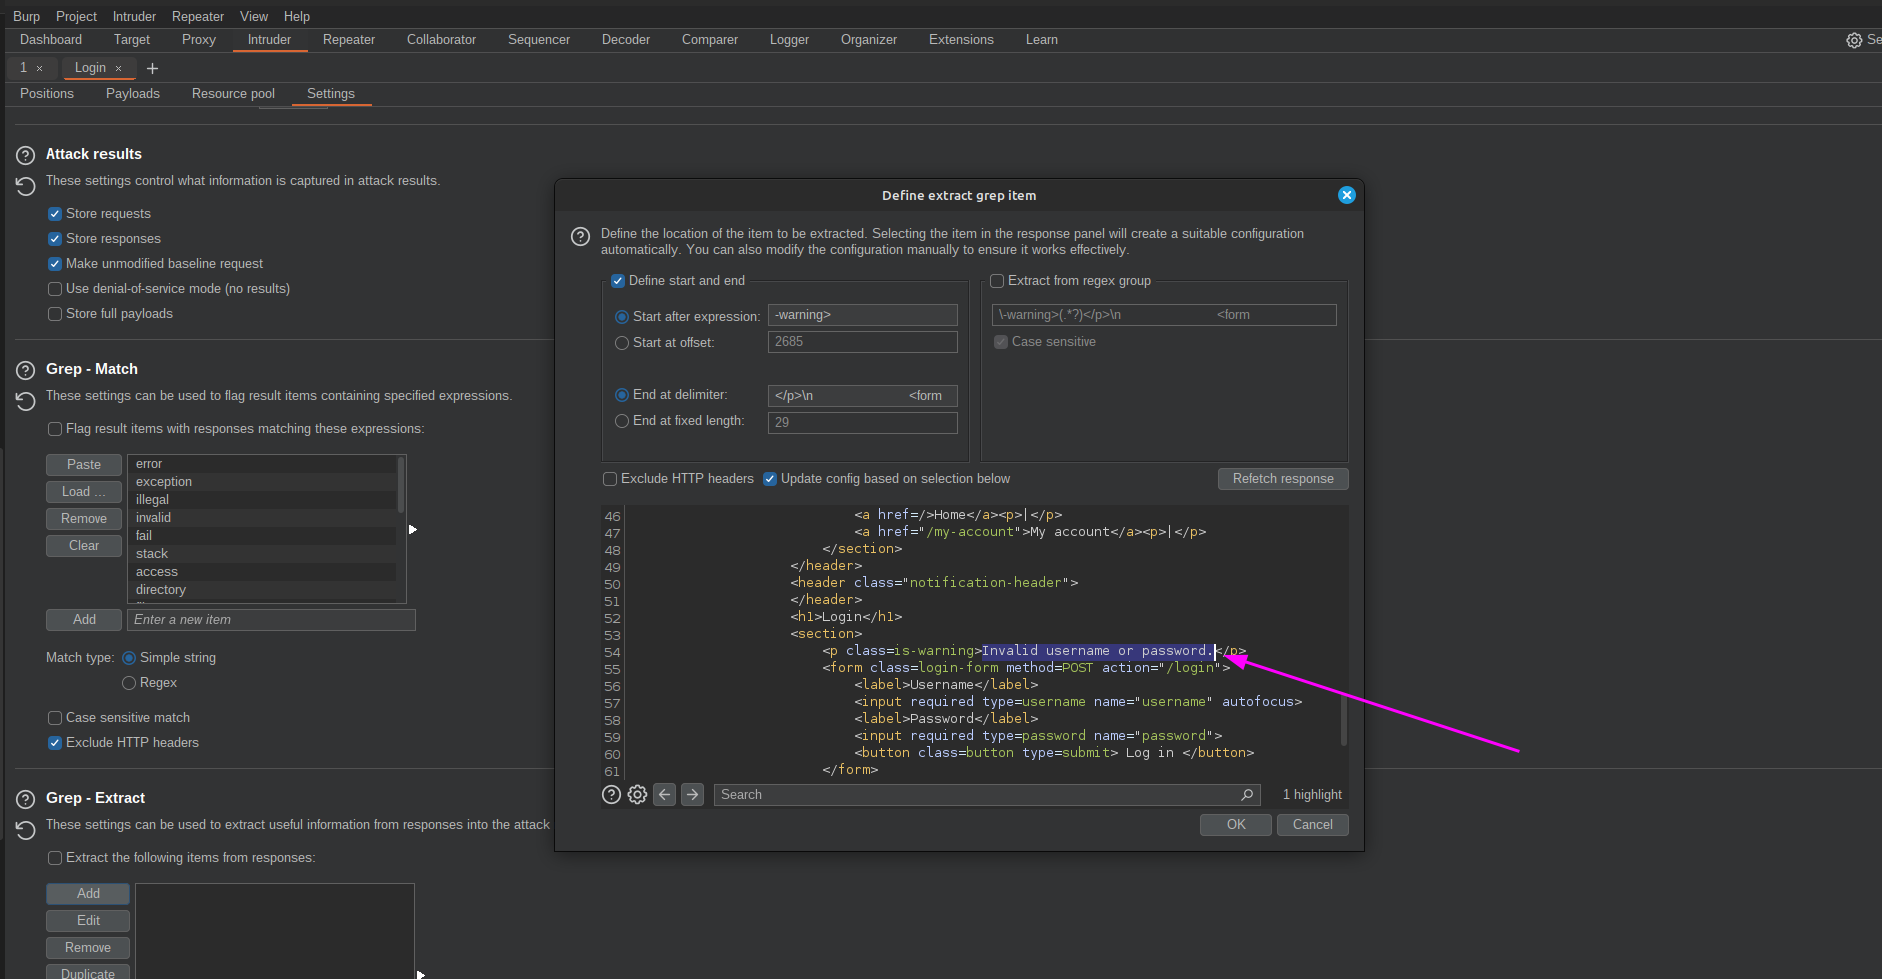 Burp Project Intruder Repeater View Help
Dashboard Target Proxy Intruder Repeater Collaborator Sequencer Decoder Comparer Logger Organizer Extensions Learn Se
1 × Login × +
Positions Payloads Resource pool Settings
Attack results
These settings control what information is captured in attack results.
Store requests
Store responses
Make unmodified baseline request
Use denial-of-service mode (no results)
Store full payloads
Grep - Match
These settings can be used to flag result items containing specified expressions.
Flag result items with responses matching these expressions:
Paste
Load ...
Remove
Clear
error
exception
illegal
invalid
fail
stack
access
directory
Add Enter a new item
Match type: Simple string
Regex
Case sensitive match
Exclude HTTP headers
Grep - Extract
These settings can be used to extract useful information from responses into the attack
Extract the following items from responses:
Add
Edit
Remove
Duplicate
Define extract grep item
Define the location of the item to be extracted. Selecting the item in the response panel will create a suitable configuration
automatically. You can also modify the configuration manually to ensure it works effectively.
Define start and end
Start after expression: -warning>
Start at offset: 2685
End at delimiter: </p>\n <form
End at fixed length: 29
Extract from regex group
\-warning>(.*?)</p>\n <form
Case sensitive
Exclude HTTP headers Update config based on selection below Refetch response
46 <a href=/>Home</a><p>|</p>
47 <a href="/my-account">My account</a><p>|</p>
48 </section>
49 </header>
50 <header class="notification-header">
51 </header>
52 <h1>Login</h1>
53 <section>
54 <p class=is-warning>Invalid username or password.</p>
55 <form class=login-form method=POST action="/login">
56 <label>Username</label>
57 <input required type=username name="username" autofocus>
58 <label>Password</label>
59 <input required type=password name="password">
60 <button class=button type=submit> Log in </button>
61 </form>
Search 1 highlight
OK Cancel